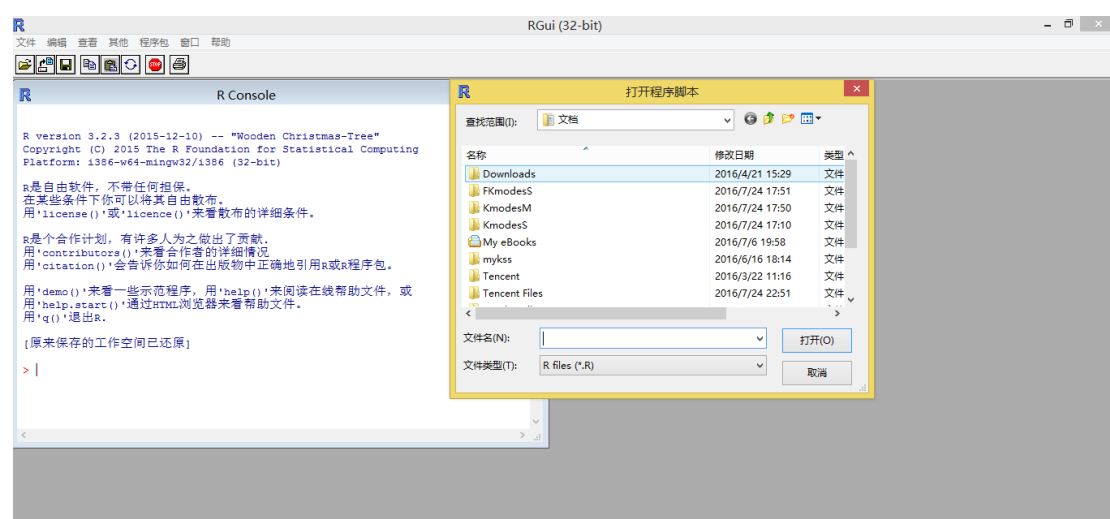 RGui (32-bit)
文件 编辑 查看 其他 程序包 窗口 帮助
STOP
R Console
R version 3.2.3 (2015-12-10) -- "Wooden Christmas-Tree"
Copyright (C) 2015 The R Foundation for Statistical Computing
Platform: i386-w64-mingw32/i386 (32-bit)
R是自由软件，不带任何担保。
在某些条件下你可以将其自由散布。
用'license()'或'licence()'来看散布的详细条件。
R是个合作计划，有许多人为之做出了贡献.
用'contributors()'来看合作者的详细情况
用'citation()'会告诉你如何在出版物中正确地引用R或R程序包。
用'demo()'来看一些示范程序，用'help()'来阅读在线帮助文件，或
用'help.start()'通过HTML浏览器来看帮助文件。
用'q()'退出R.
[原来保存的工作空间已还原]
>
打开程序脚本
查找范围(I): 文档
名称 修改日期 类型
Downloads 2016/4/21 15:29 文件
FKmodesS 2016/7/24 17:51 文件
KmodesM 2016/7/24 17:50 文件
KmodesS 2016/7/24 17:10 文件
My eBooks 2016/7/6 19:58 文件
mykss 2016/6/16 18:14 文件
Tencent 2016/3/22 11:16 文件
Tencent Files 2016/7/24 22:51 文件
文件名(N): 打开(O)
文件类型(T): R files (*.R) 取消